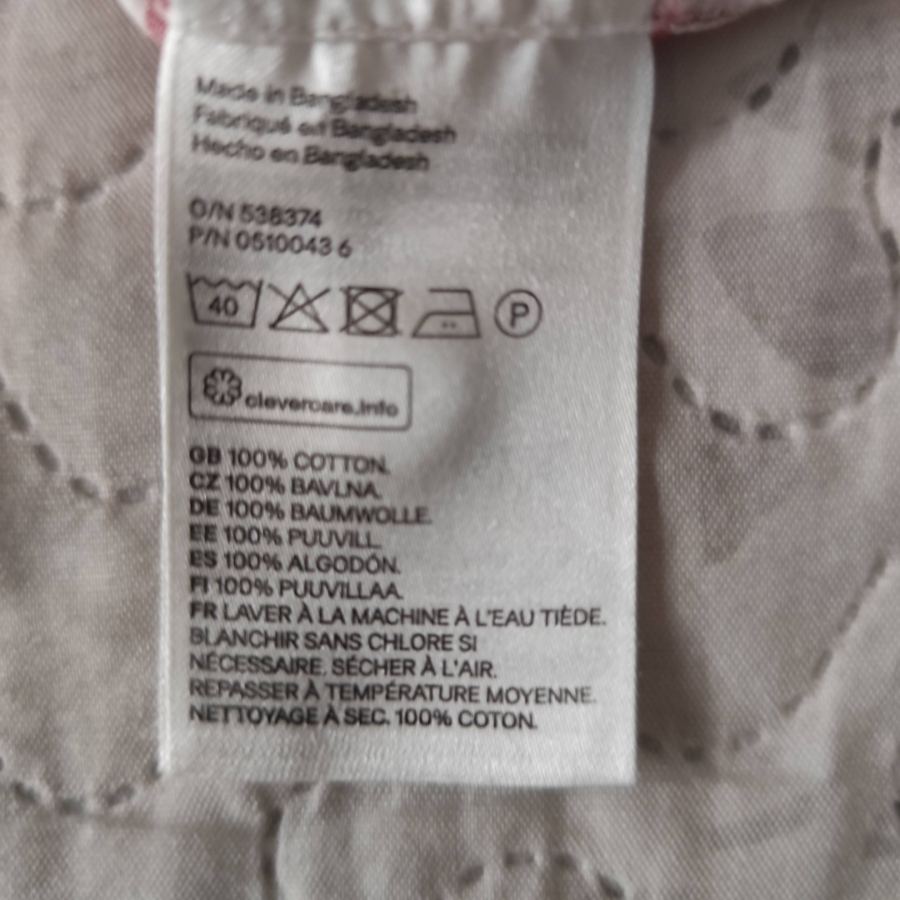 Made in Bangladesh
Fabriqué en Bangladesh
Hecho en Bangladesh
O/N 538374
P/N 0510043 6
40
P
clevercare.info
GB 100% COTTON.
CZ 100% BAVLNA.
DE 100% BAUMWOLLE.
EE 100% PUUVILL.
ES 100% ALGODÓN.
FI 100% PUUVILLAA.
FR LAVER À LA MACHINE À L'EAU TIÈDE.
BLANCHIR SANS CHLORE SI
NÉCESSAIRE. SÉCHER À L'AIR.
REPASSER À TEMPÉRATURE MOYENNE.
NETTOYAGE À SEC. 100% COTON.